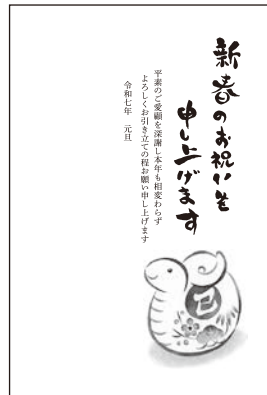 新春のお祝いを
申し上げます
平素のご愛顧を深謝し本年も相変わらず
よろしくお引き立ての程お願い申し上げます
令和七年　元旦
巳